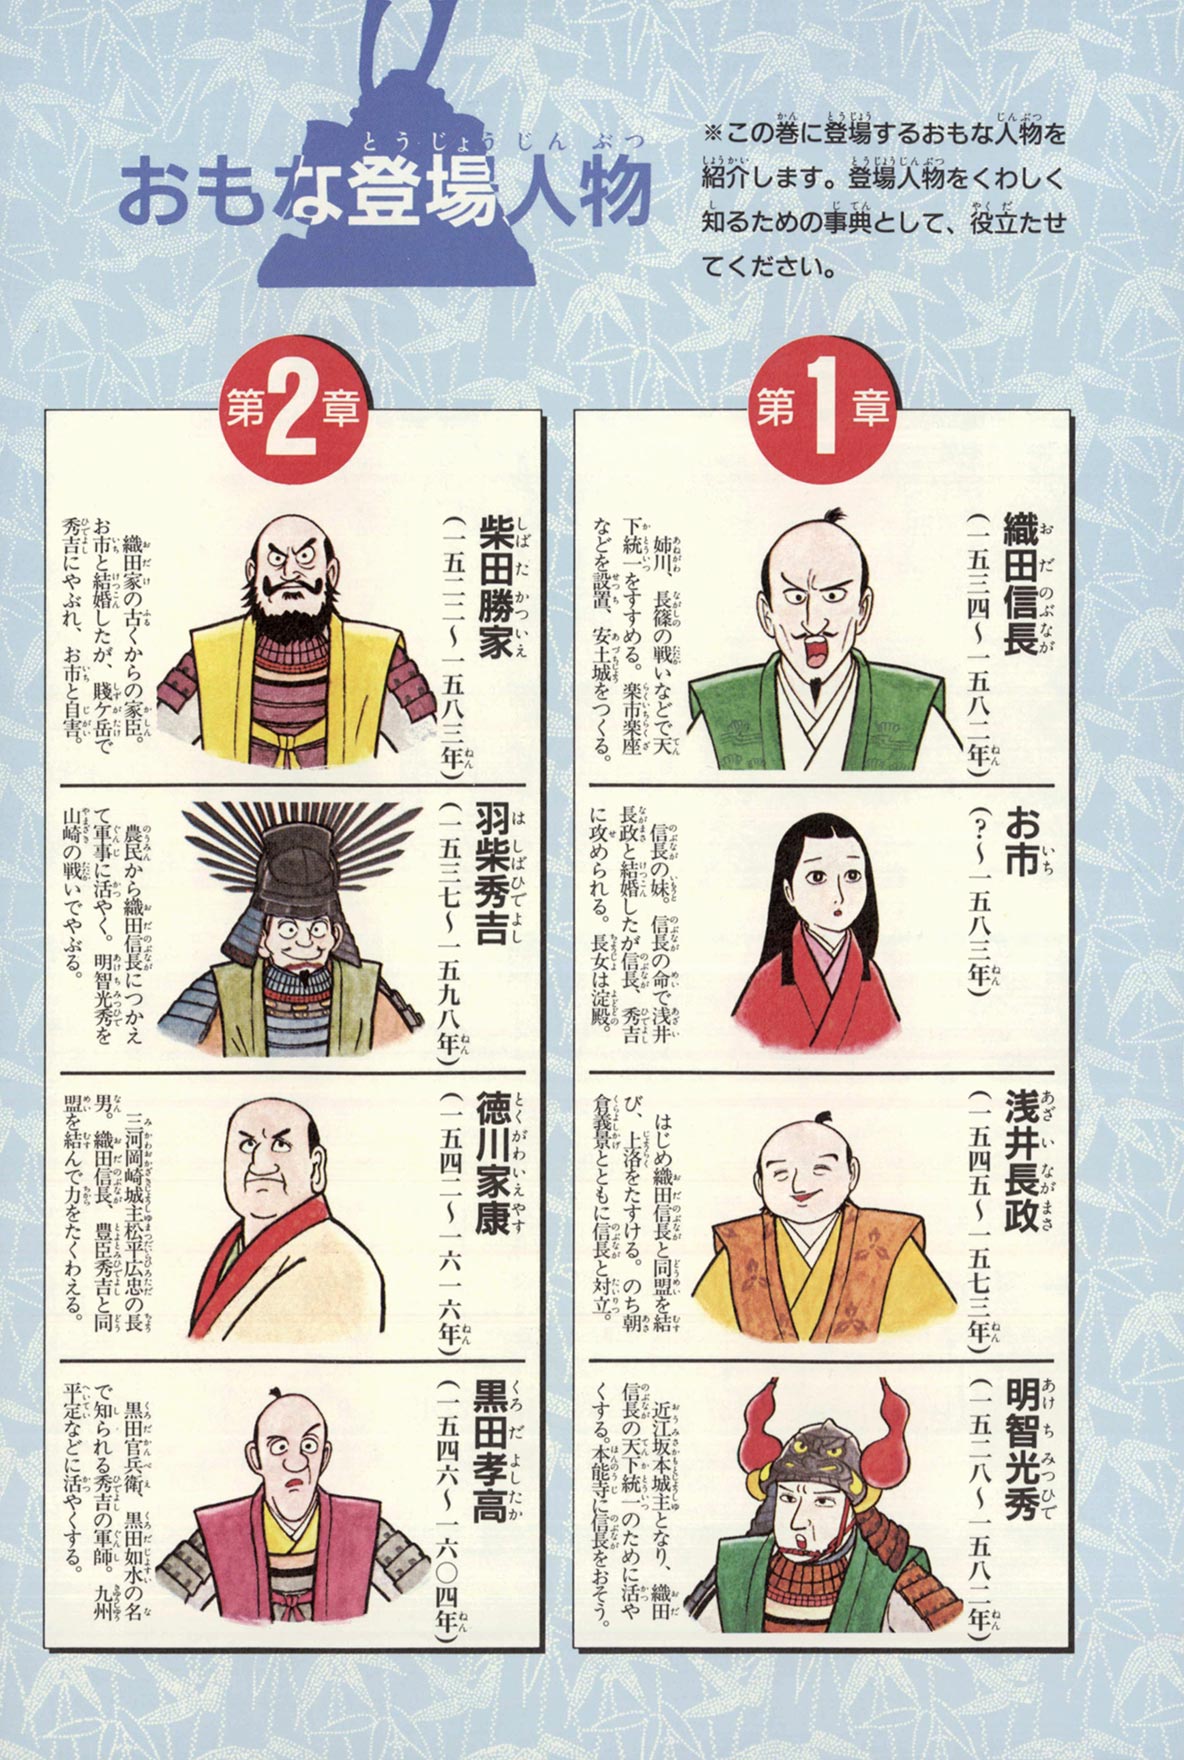 おもな登場人物
※この巻に登場するおもな人物を
紹介します。登場人物をくわしく
知るための事典として、役立たせ
てください。
第1章
織田信長
(一五三四〜一五八二年)
姉川、長篠の戦いなどで天
下統一をすすめる。楽市楽座
などを設置、安土城をつくる。
お市
(?〜一五八三年)
信長の妹。信長の命で浅井
長政と結婚したが信長、秀吉
に攻められる。長女は淀殿。
浅井長政
(一五四五〜一五七三年)
はじめ織田信長と同盟を結
び、上洛をたすける。のち朝
倉義景とともに信長と対立。
明智光秀
(一五二八〜一五八二年)
近江坂本城主となり、織田
信長の天下統一のために活や
くする。本能寺に信長をおそう。
第2章
柴田勝家
(一五二二〜一五八三年)
織田家の古くからの家臣。
お市と結婚したが、賤ケ岳で
秀吉にやぶれ、お市と自害。
羽柴秀吉
(一五三七〜一五九八年)
農民から織田信長につかえ
て軍事に活やく。明智光秀を
山崎の戦いでやぶる。
徳川家康
(一五四二〜一六一六年)
三河岡崎城主松平広忠の長
男。織田信長、豊臣秀吉と同
盟を結んで力をたくわえる。
黒田孝高
(一五四六〜一六〇四年)
黒田官兵衛、黒田如水の名
で知られる秀吉の軍師。九州
平定などに活やくする。